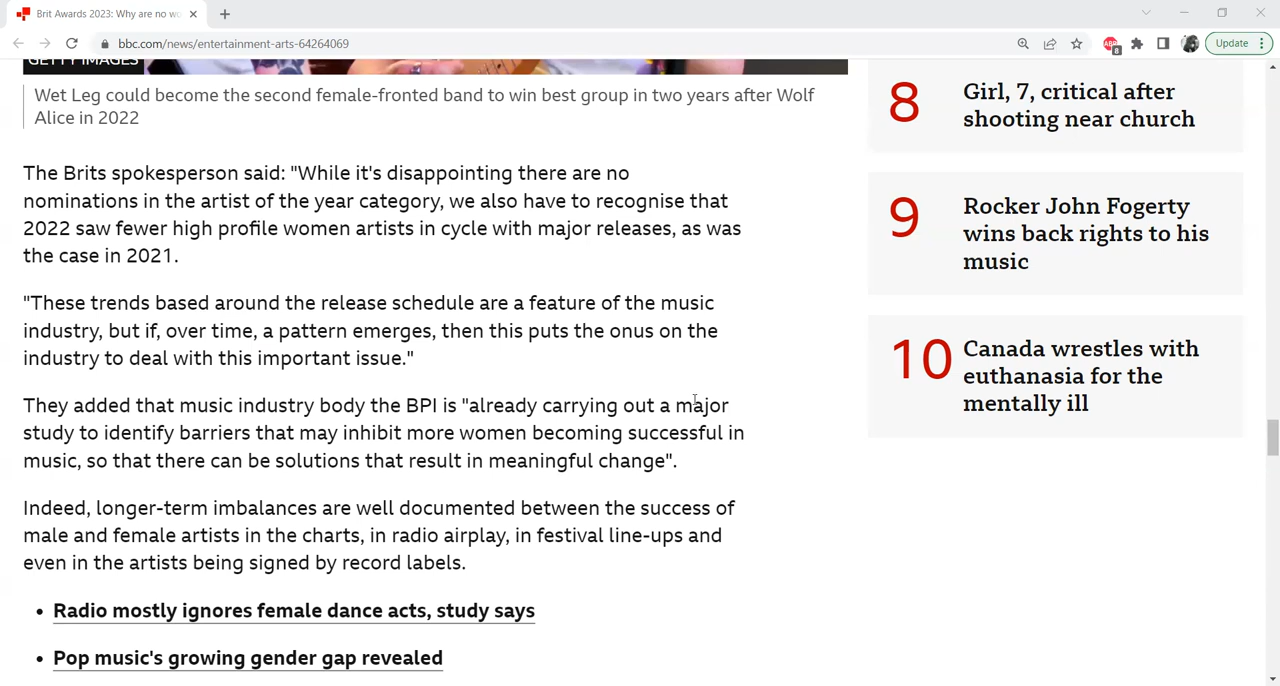 Brit Awards 2023: Why are no wo
bbc.com/news/entertainment-arts-64264069
Update
GETTY IMAGES
Wet Leg could become the second female-fronted band to win best group in two years after Wolf
Alice in 2022
The Brits spokesperson said: "While it's disappointing there are no
nominations in the artist of the year category, we also have to recognise that
2022 saw fewer high profile women artists in cycle with major releases, as was
the case in 2021.
"These trends based around the release schedule are a feature of the music
industry, but if, over time, a pattern emerges, then this puts the onus on the
industry to deal with this important issue."
They added that music industry body the BPI is "already carrying out a major
study to identify barriers that may inhibit more women becoming successful in
music, so that there can be solutions that result in meaningful change".
Indeed, longer-term imbalances are well documented between the success of
male and female artists in the charts, in radio airplay, in festival line-ups and
even in the artists being signed by record labels.
• Radio mostly ignores female dance acts, study says
• Pop music's growing gender gap revealed
8
Girl, 7, critical after
shooting near church
9
Rocker John Fogerty
wins back rights to his
music
10
Canada wrestles with
euthanasia for the
mentally ill